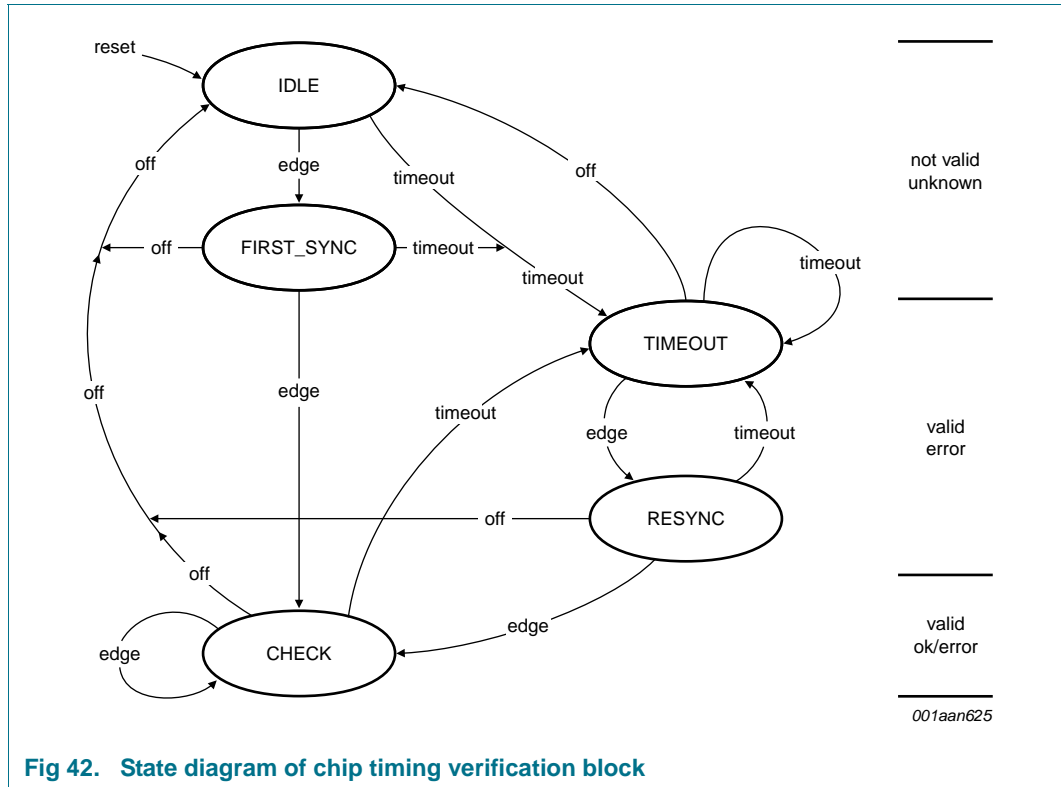 reset
IDLE
off
edge
timeout
off
not valid
unknown
off
FIRST_SYNC
timeout
timeout
timeout
TIMEOUT
off
edge
timeout
edge
timeout
valid
error
off
RESYNC
off
edge
edge
CHECK
valid
ok/error
001aan625
Fig 42. State diagram of chip timing verification block